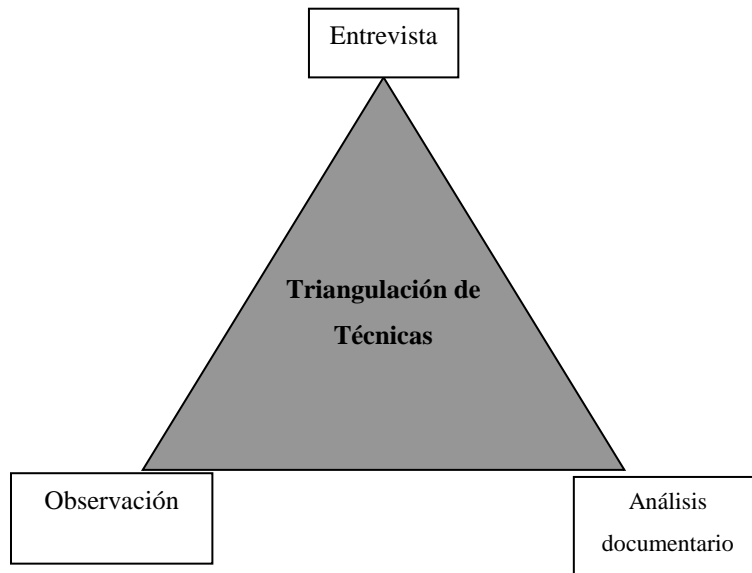 Entrevista
Triangulación de
Técnicas
Observación
Análisis
documentario